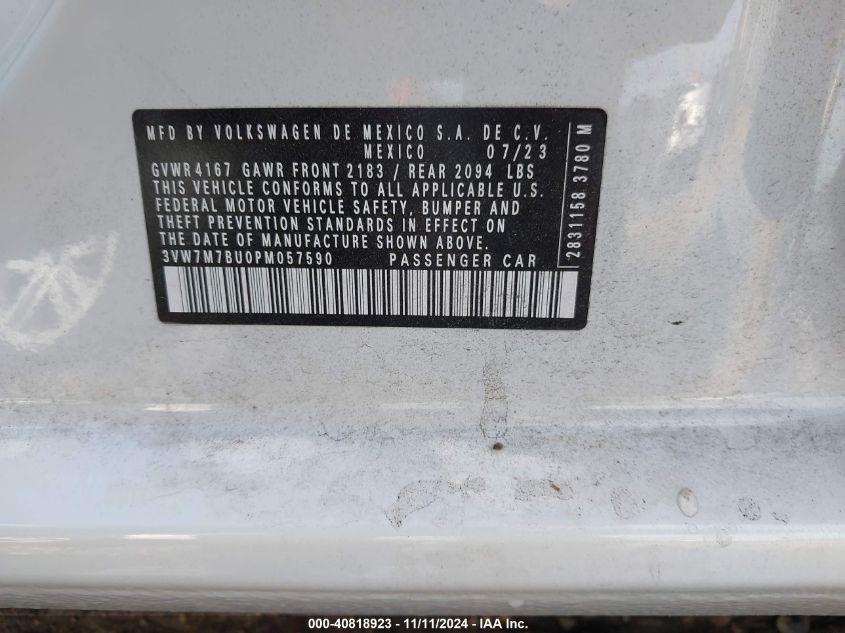 MFD BY VOLKSWAGEN DE MEXICO S.A. DE C.V.
MEXICO 07/23
GVWR 4167 GAWR FRONT 2183 / REAR 2094 LBS
THIS VEHICLE CONFORMS TO ALL APPLICABLE U.S.
FEDERAL MOTOR VEHICLE SAFETY, BUMPER AND
THEFT PREVENTION STANDARDS IN EFFECT ON
THE DATE OF MANUFACTURE SHOWN ABOVE.
3VW7M7BU0PM057590 PASSENGER CAR
2831158 3780 M
000-40818923 - 11/11/2024 - IAA Inc.